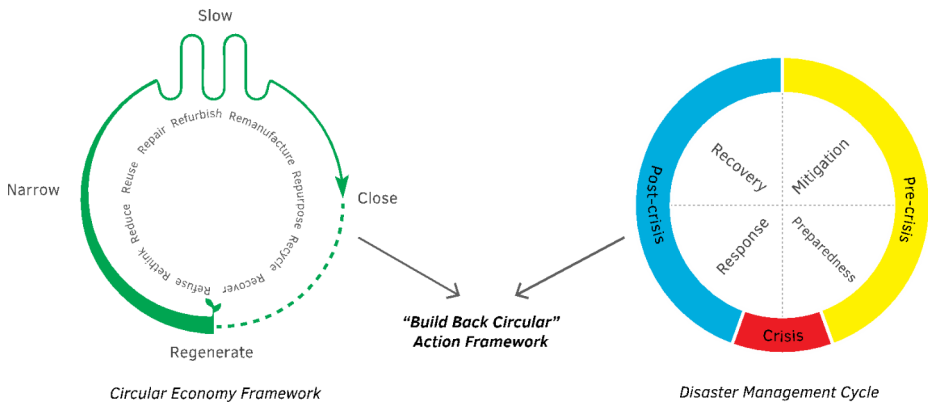 Slow
Narrow
Refuse Rethink Reduce Reuse Repair Refurbish Remanufacture Repurpose Recycle Recover
Close
Regenerate
Circular Economy Framework
“Build Back Circular”
Action Framework
Post-crisis
Pre-crisis
Crisis
Recovery
Mitigation
Response
Preparedness
Disaster Management Cycle